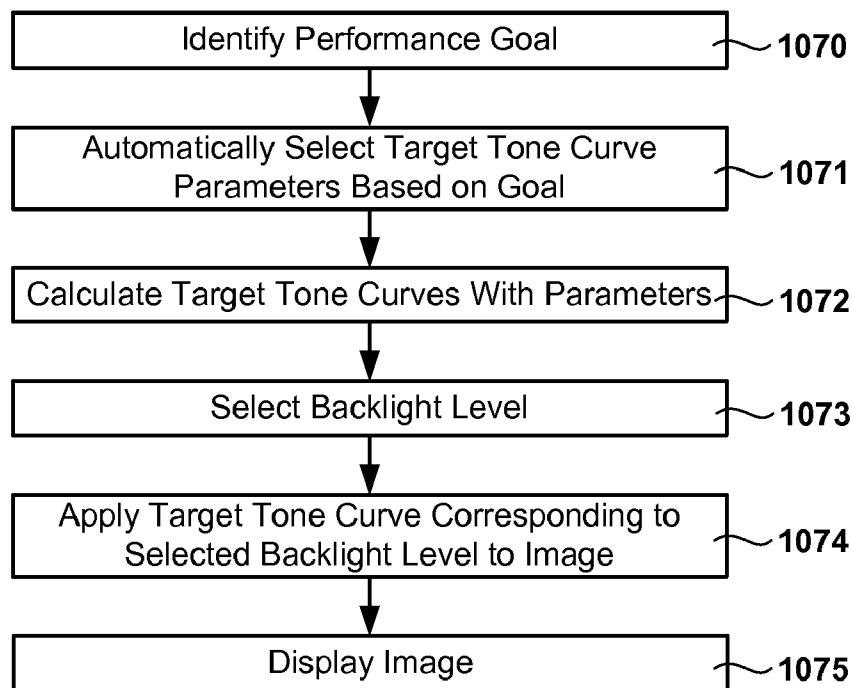 Identify Performance Goal
1070
Automatically Select Target Tone Curve
Parameters Based on Goal
1071
Calculate Target Tone Curves With Parameters
1072
Select Backlight Level
1073
Apply Target Tone Curve Corresponding to
Selected Backlight Level to Image
1074
Display Image
1075